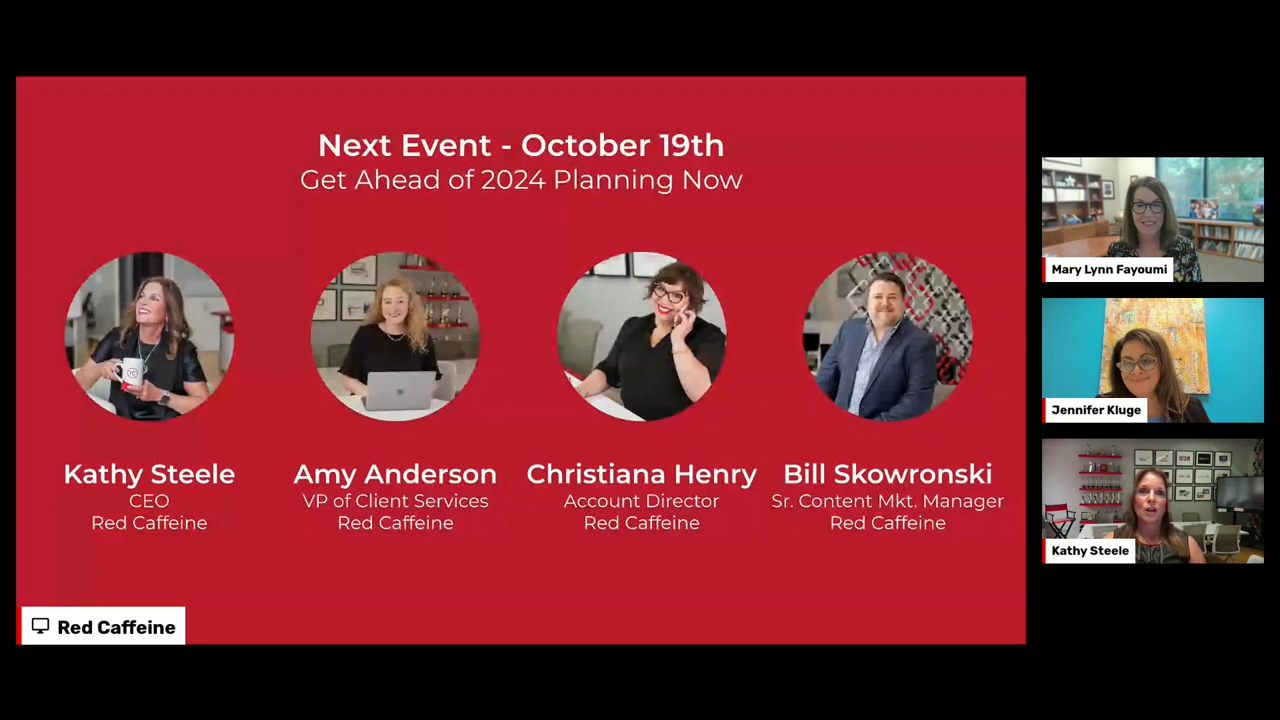 Next Event - October 19th
Get Ahead of 2024 Planning Now
Kathy Steele
CEO
Red Caffeine
Amy Anderson
VP of Client Services
Red Caffeine
Christiana Henry
Account Director
Red Caffeine
Bill Skowronski
Sr. Content Mkt. Manager
Red Caffeine
Red Caffeine
Mary Lynn Fayoumi
Jennifer Kluge
Kathy Steele